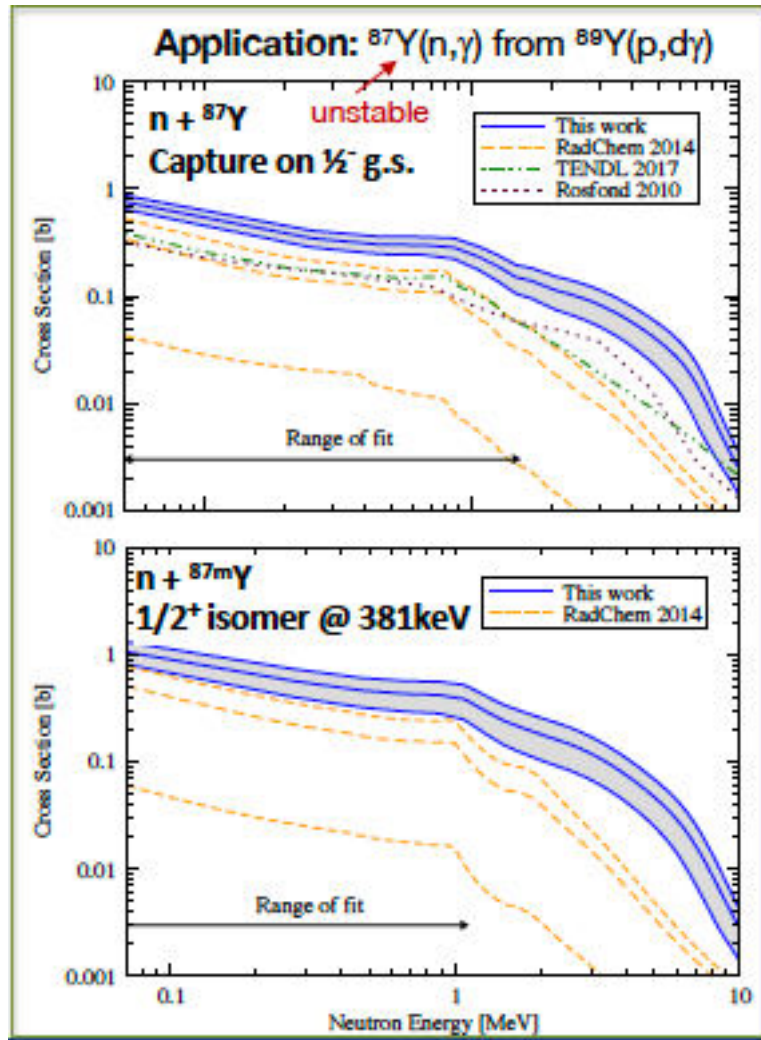 Application: ⁸⁷Y(n,γ) from ⁸⁹Y(p,dγ)
unstable
n + ⁸⁷Y
Capture on ½⁻ g.s.
This work
RadChem 2014
TENDL 2017
Rosfond 2010
10
1
0.1
0.01
0.001
Cross Section [b]
Range of fit
n + ⁸⁷ᵐY
1/2⁺ isomer @ 381keV
This work
RadChem 2014
10
1
0.1
0.01
0.001
Cross Section [b]
Range of fit
0.1 1 10
Neutron Energy [MeV]